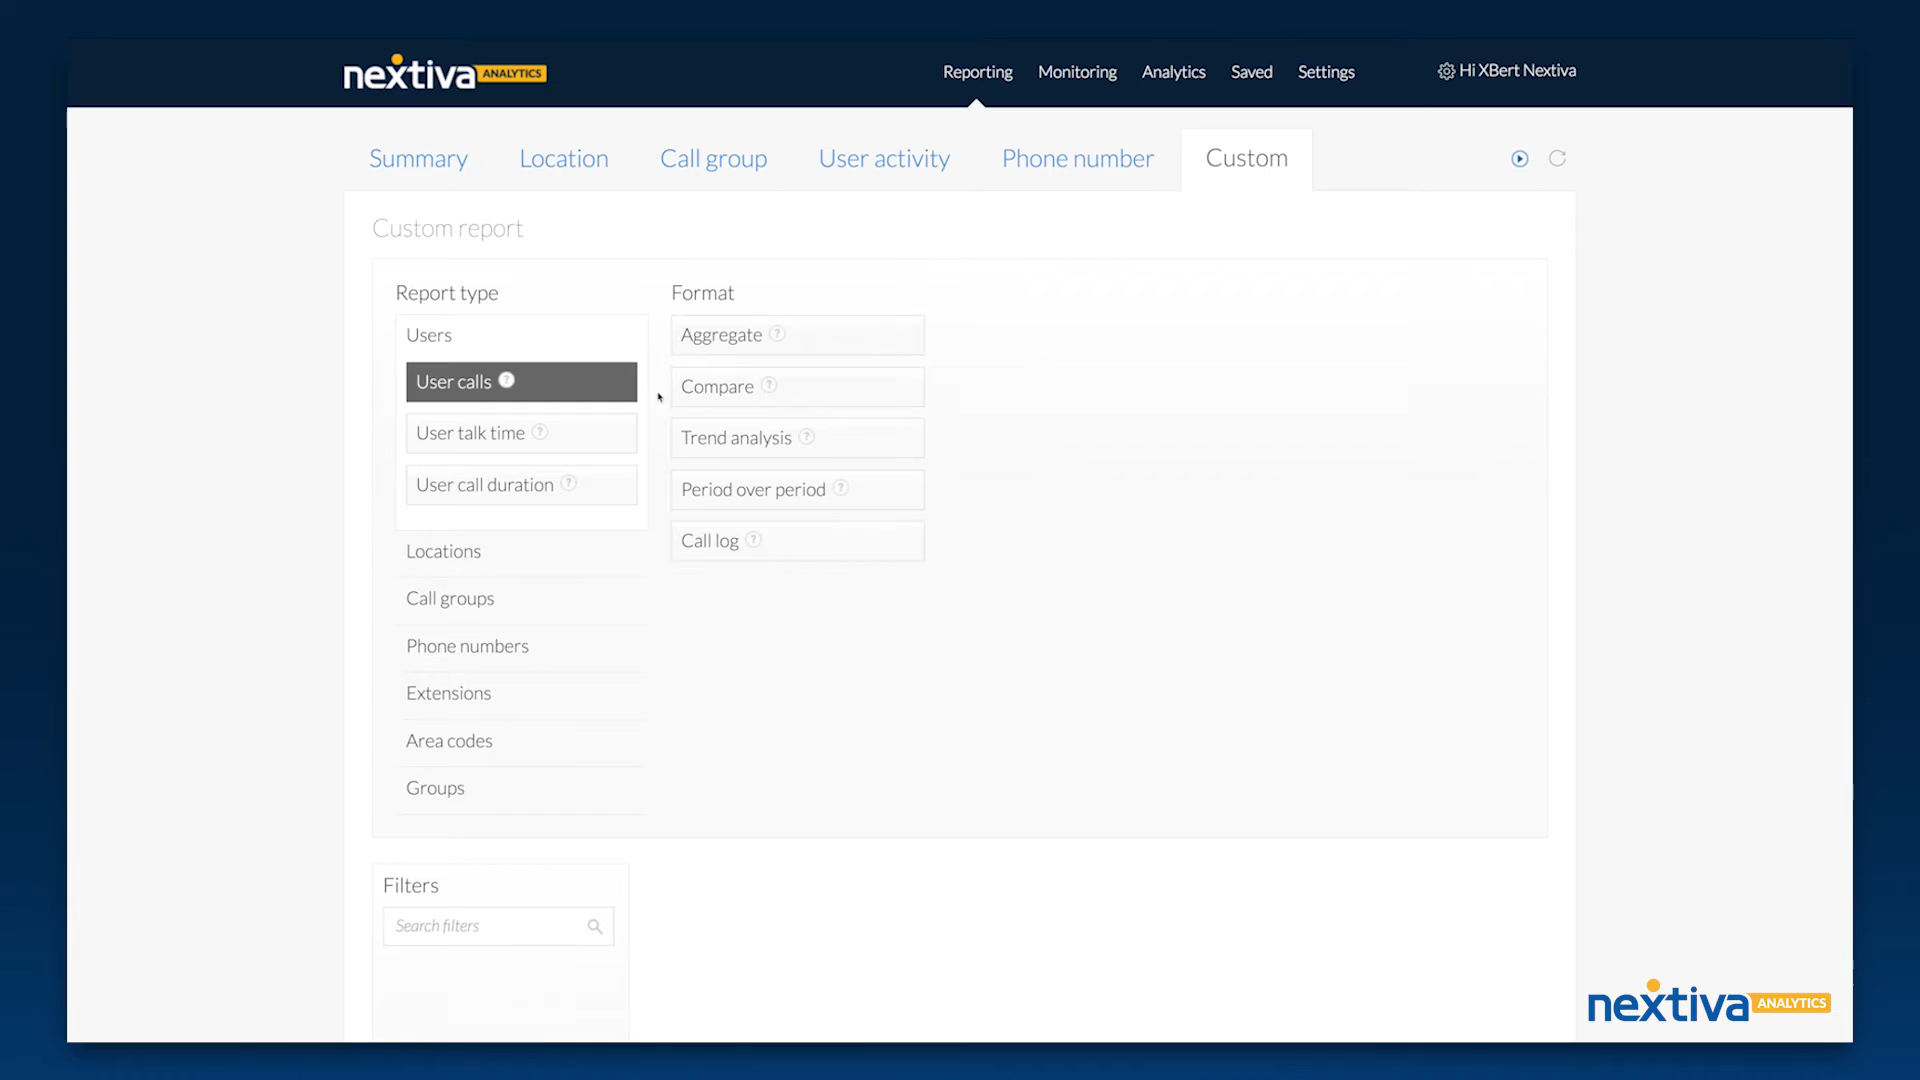 nextiva ANALYTICS
Reporting Monitoring Analytics Saved Settings Hi XBert Nextiva
Summary Location Call group User activity Phone number Custom
Custom report
Report type Format
Users
User calls ?
User talk time ?
User call duration ?
Locations
Call groups
Phone numbers
Extensions
Area codes
Groups
Aggregate ?
Compare ?
Trend analysis ?
Period over period ?
Call log ?
Filters
Search filters
nextiva ANALYTICS